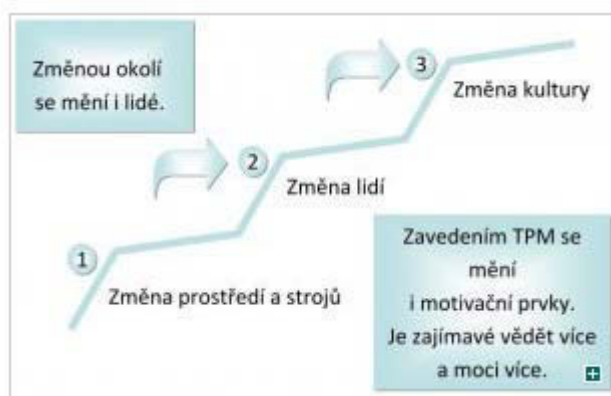 Změnou okolí
se mění i lidé.
3
Změna kultury
2
Změna lidí
1
Změna prostředí a strojů
Zavedením TPM se
mění
i motivační prvky.
Je zajímavé vědět více
a moci více.